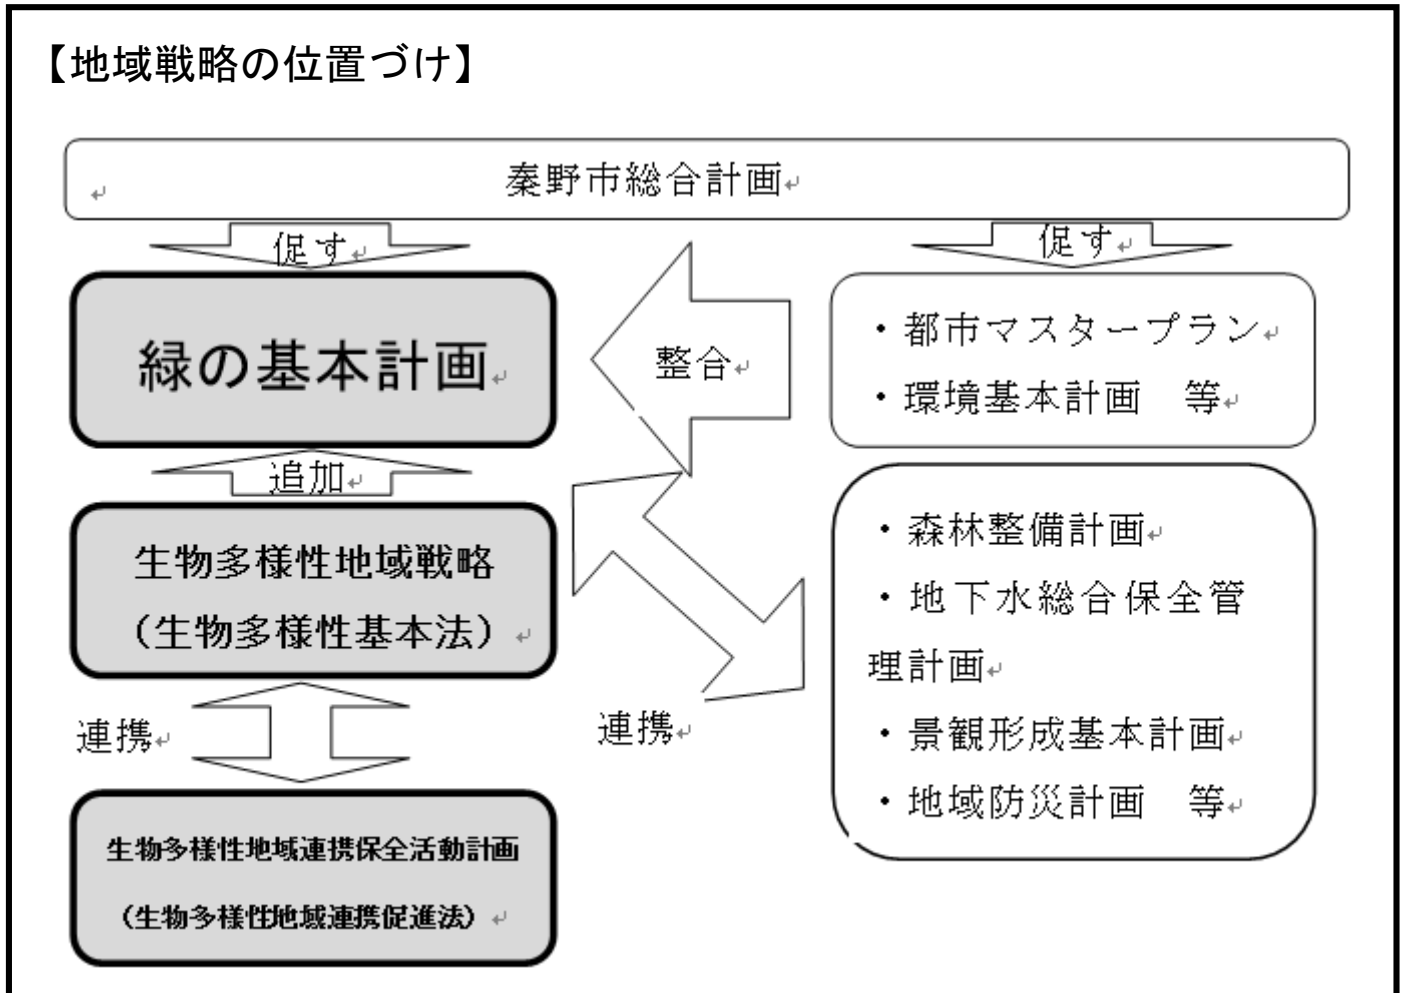 【地域戦略の位置づけ】
秦野市総合計画
促す
促す
緑の基本計画
整合
・都市マスタープラン
・環境基本計画　等
追加
生物多様性地域戦略
（生物多様性基本法）
・森林整備計画
・地下水総合保全管
理計画
・景観形成基本計画
・地域防災計画　等
連携
連携
生物多様性地域連携保全活動計画
（生物多様性地域連携促進法）